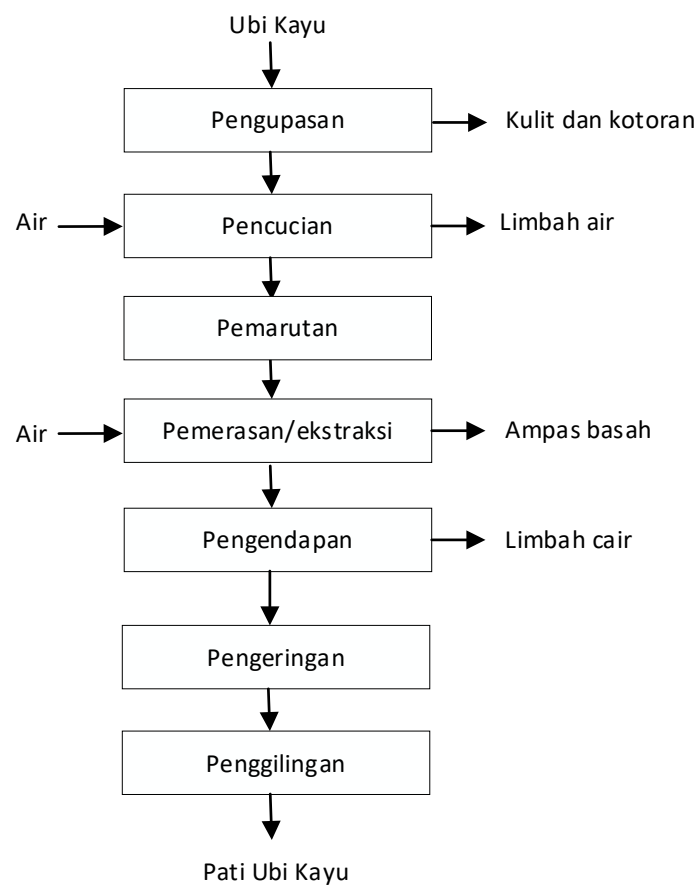 Ubi Kayu
Pengupasan
Kulit dan kotoran
Air
Pencucian
Limbah air
Pemarutan
Air
Pemerasan/ekstraksi
Ampas basah
Pengendapan
Limbah cair
Pengeringan
Penggilingan
Pati Ubi Kayu